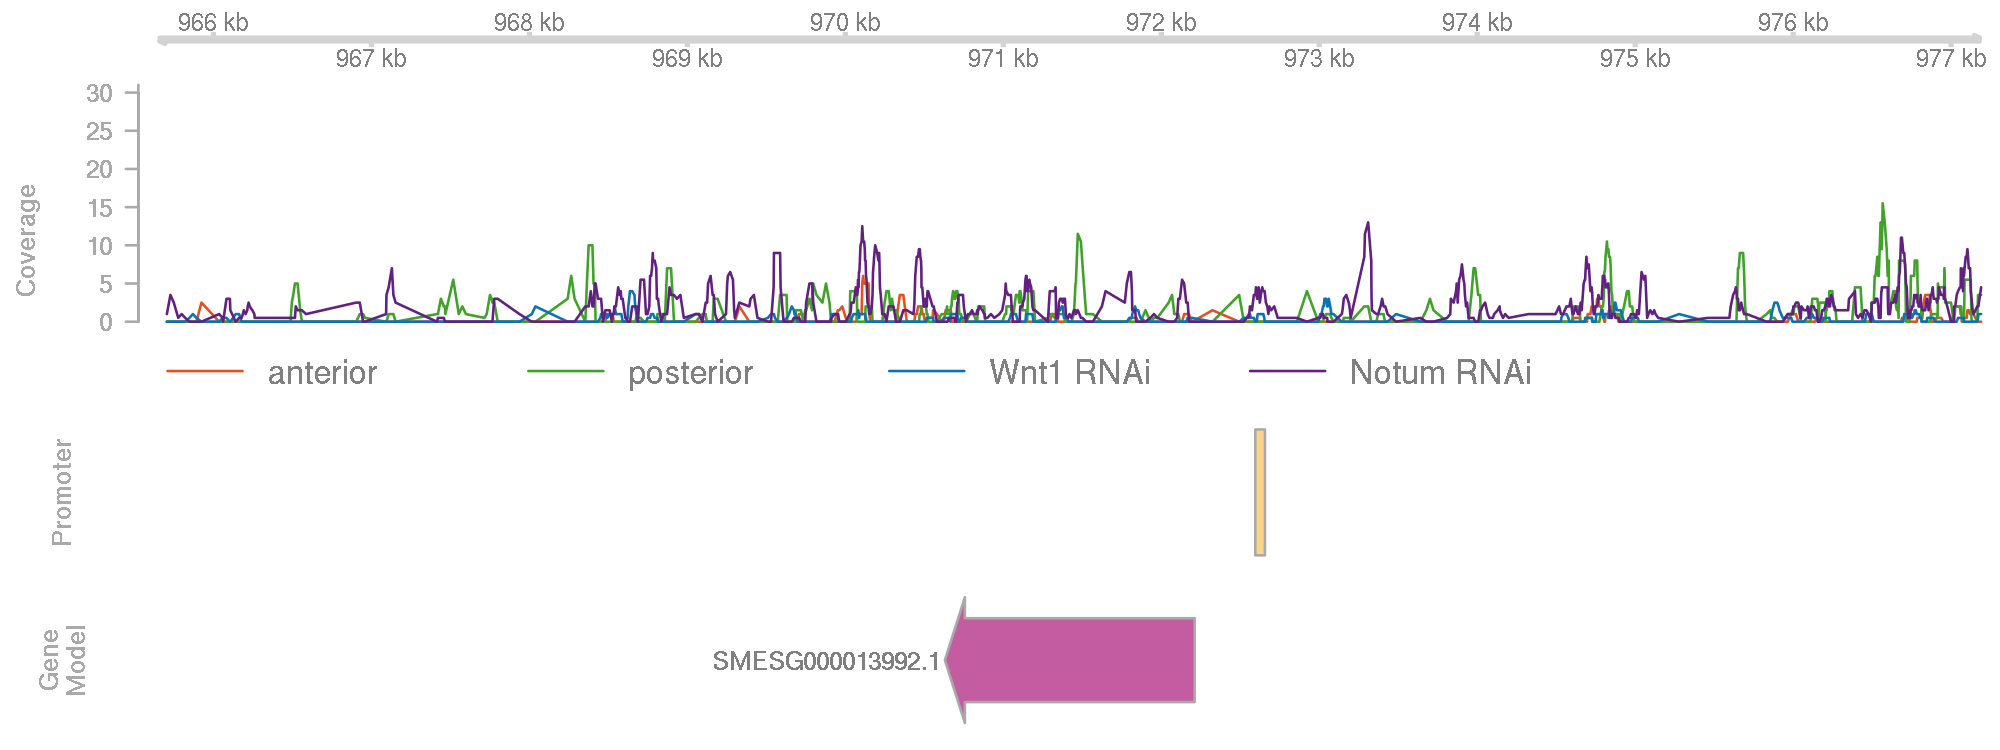 966 kb 968 kb 970 kb 972 kb 974 kb 976 kb
967 kb 969 kb 971 kb 973 kb 975 kb 977 kb
Coverage
30
25
20
15
10
5
0
anterior posterior Wnt1 RNAi Notum RNAi
Promoter
Gene
Model
SMESG000013992.1